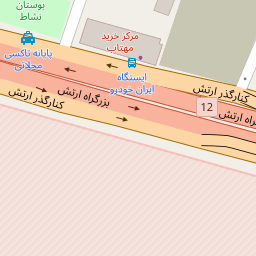 بوستان
نشاط
مرکز خرید
مهتاب
پایانه تاکسی
محلاتی
ایستگاه
ایران خودرو
کنارگذر ارتش
12
بزرگراه ارتش
کنارگذر ارتش
ارتش